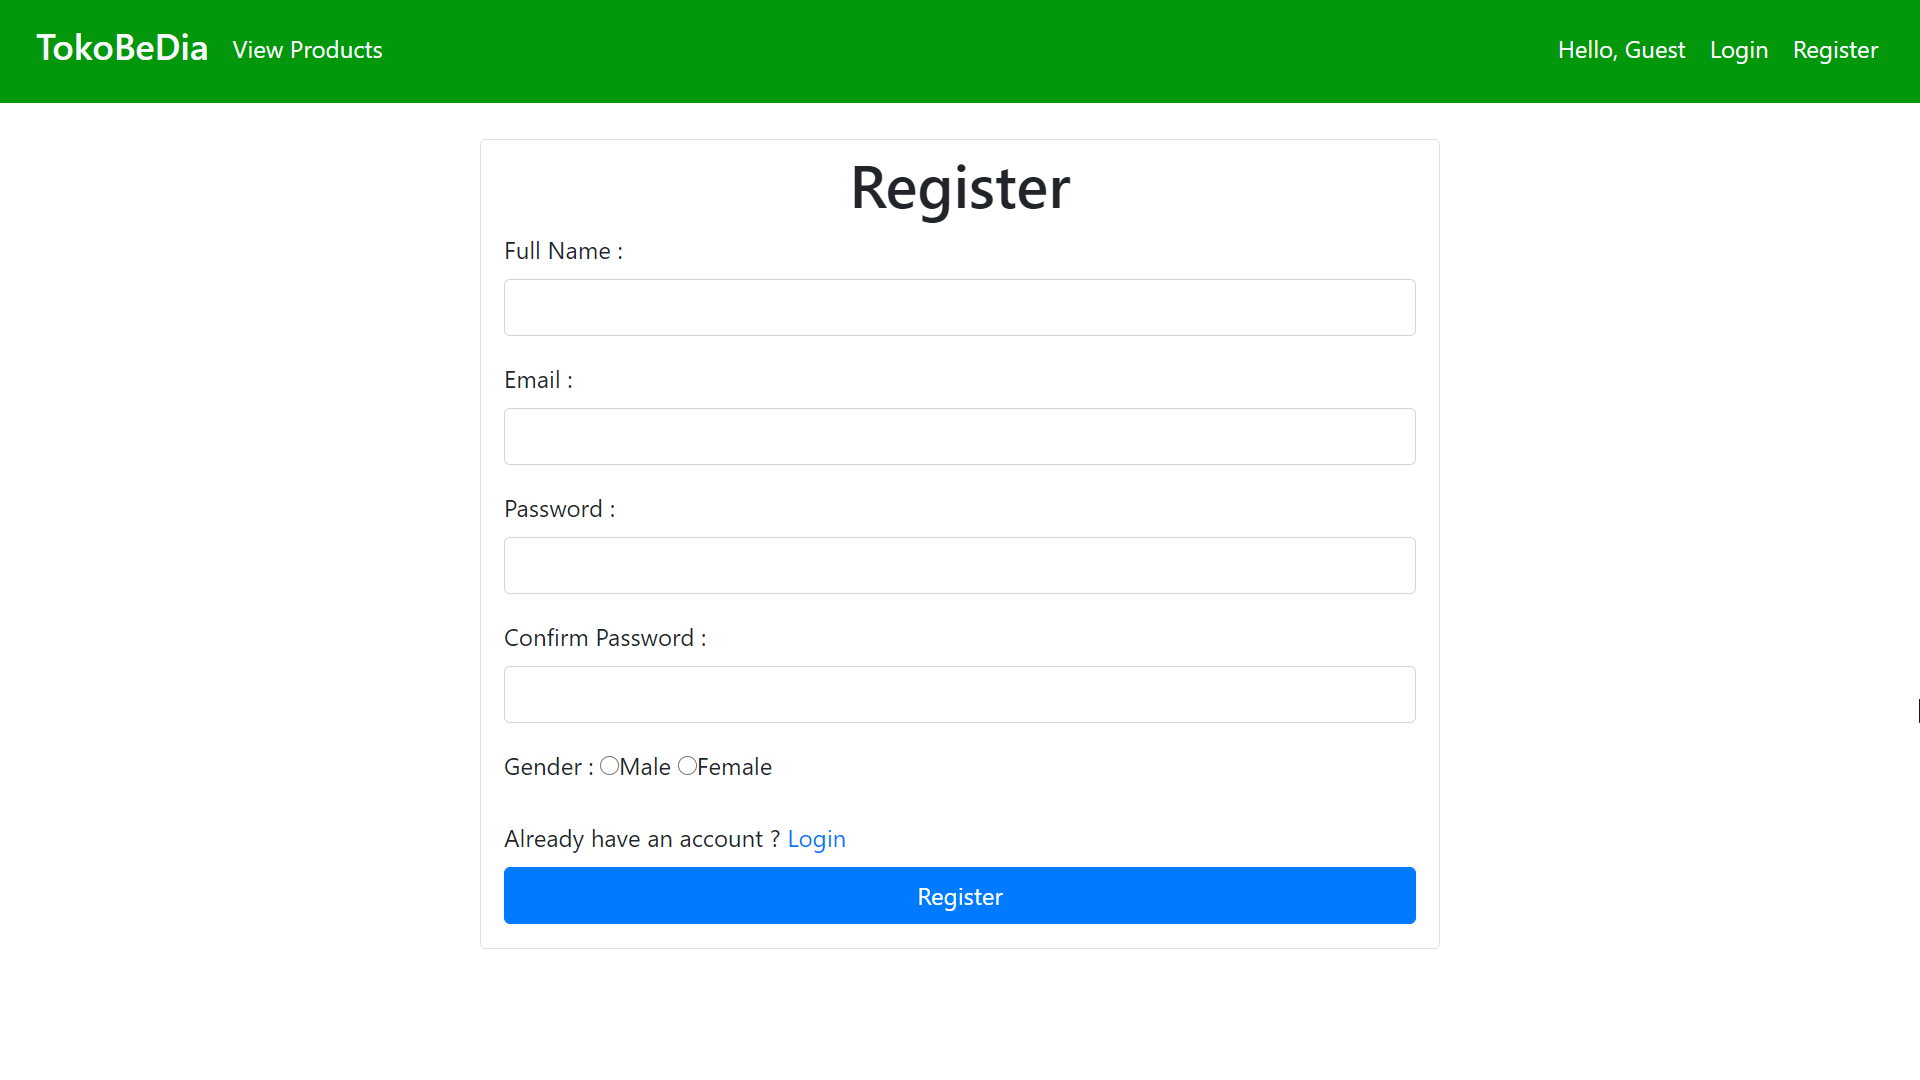 TokoBeDia View Products Hello, Guest Login Register
Register
Full Name :
Email :
Password :
Confirm Password :
Gender : Male Female
Already have an account ? Login
Register